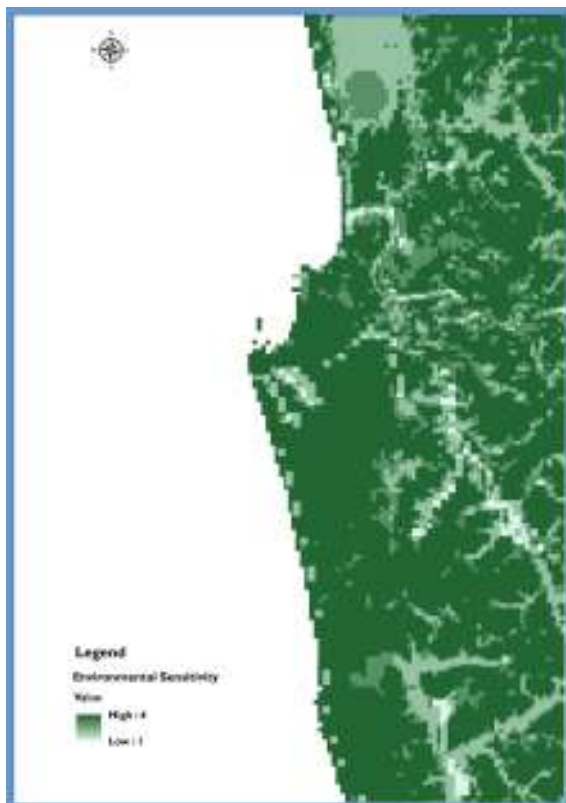 Legend
Environmental Sensitivity
Value
High : 4
Low : 1